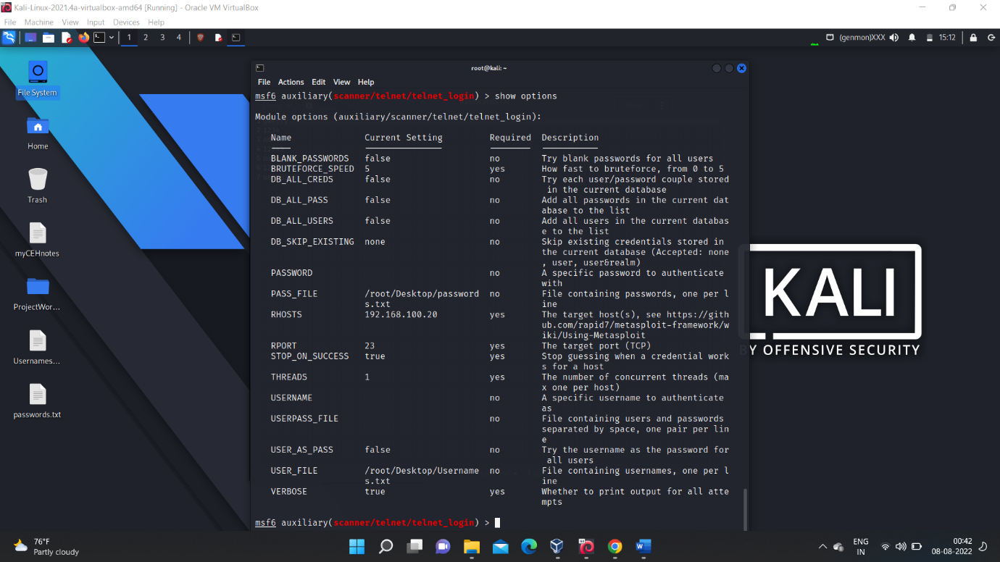 Kali-Linux-2021.4a-virtualbox-amd64 [Running] - Oracle VM VirtualBox
File Machine View Input Devices Help
1 2 3 4 (genmon)XXX 15:12
root@kali: ~
File Actions Edit View Help
msf6 auxiliary(scanner/telnet/telnet_login) > show options
Module options (auxiliary/scanner/telnet/telnet_login):
Name Current Setting Required Description
BLANK_PASSWORDS false no Try blank passwords for all users
BRUTEFORCE_SPEED 5 yes How fast to bruteforce, from 0 to 5
DB_ALL_CREDS false no Try each user/password couple stored
in the current database
DB_ALL_PASS false no Add all passwords in the current dat
abase to the list
DB_ALL_USERS false no Add all users in the current databas
e to the list
DB_SKIP_EXISTING none no Skip existing credentials stored in
the current database (Accepted: none
, user, user&realm)
PASSWORD no A specific password to authenticate
with
PASS_FILE /root/Desktop/password no File containing passwords, one per l
s.txt ine
RHOSTS 192.168.100.20 yes The target host(s), see https://gith
ub.com/rapid7/metasploit-framework/w
iki/Using-Metasploit
RPORT 23 yes The target port (TCP)
STOP_ON_SUCCESS true yes Stop guessing when a credential work
s for a host
THREADS 1 yes The number of concurrent threads (ma
x one per host)
USERNAME no A specific username to authenticate
as
USERPASS_FILE no File containing users and passwords
separated by space, one pair per lin
e
USER_AS_PASS false no Try the username as the password for
all users
USER_FILE /root/Desktop/Username no File containing usernames, one per l
s.txt ine
VERBOSE true yes Whether to print output for all atte
mpts
msf6 auxiliary(scanner/telnet/telnet_login) >
File System
Home
Trash
myCEHnotes
ProjectWor...
Usernames...
passwords.txt
KALI
BY OFFENSIVE SECURITY
76°F
Partly cloudy
ENG
IN
00:42
08-08-2022